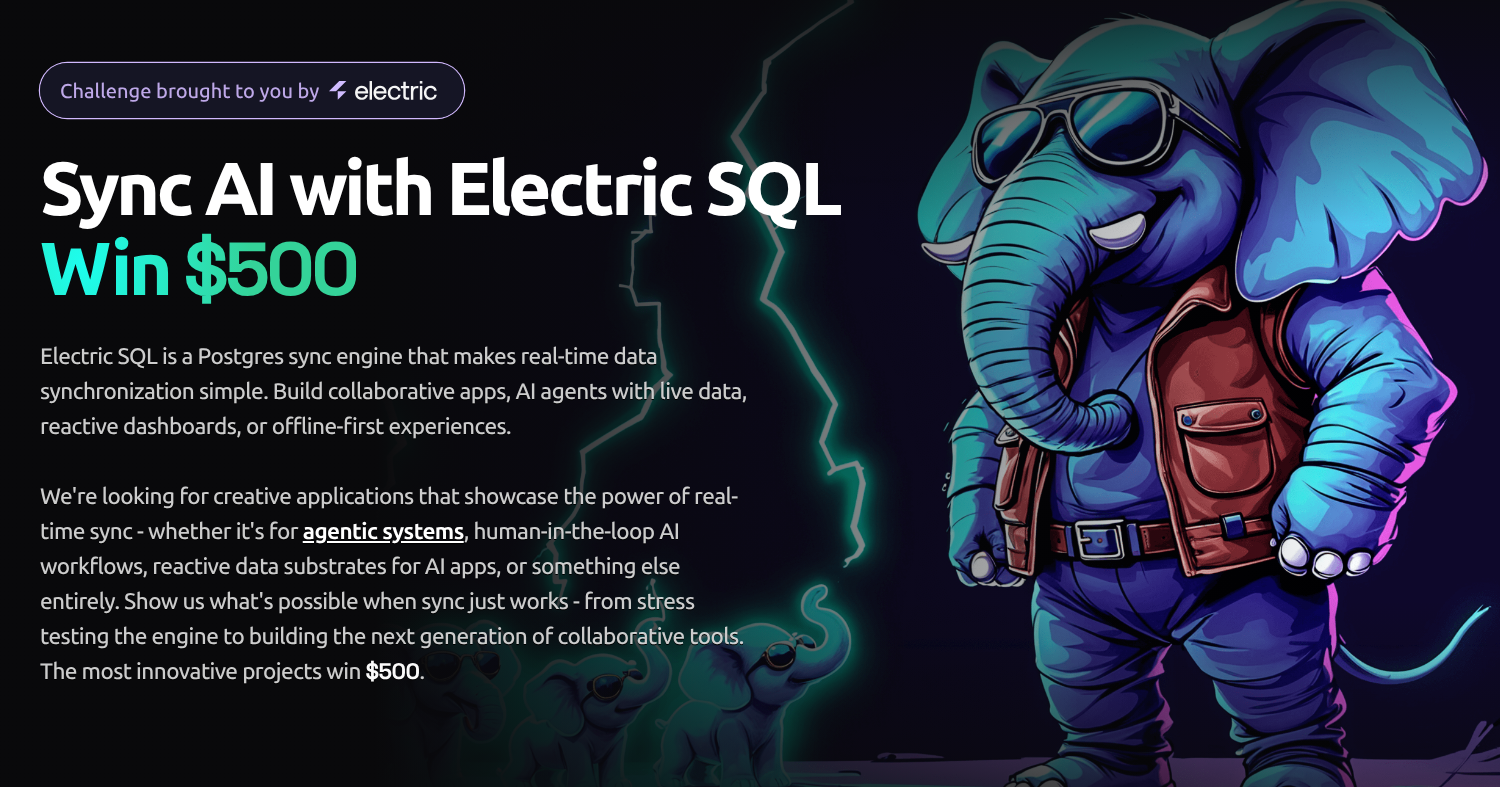 Challenge brought to you by electric
Sync AI with Electric SQL
Win $500
Electric SQL is a Postgres sync engine that makes real-time data
synchronization simple. Build collaborative apps, AI agents with live data,
reactive dashboards, or offline-first experiences.
We're looking for creative applications that showcase the power of real-
time sync - whether it's for agentic systems, human-in-the-loop AI
workflows, reactive data substrates for AI apps, or something else
entirely. Show us what's possible when sync just works - from stress
testing the engine to building the next generation of collaborative tools.
The most innovative projects win $500.